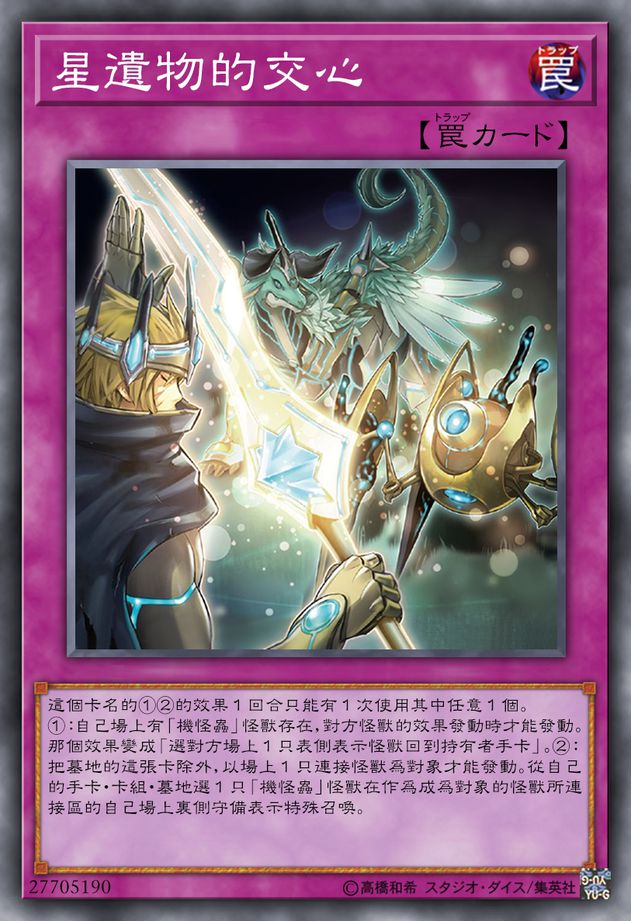 星遺物的交心
トラップ
罠
トラップ
【罠カード】
這個卡名的①②的效果１回合只能有１次使用其中任意１個。
①：自己場上有「機怪蟲」怪獸存在，對方怪獸的效果發動時才能發動。
那個效果變成「選對方場上１只表側表示怪獸回到持有者手卡」。②：
把墓地的這張卡除外，以場上１只連接怪獸為對象才能發動。從自己
的手卡・卡組・墓地選１只「機怪蟲」怪獸在作為成為對象的怪獸所連
接區的自己場上裏側守備表示特殊召喚。
27705190
©高橋和希 スタジオ・ダイス/集英社
YU-G
YU-G